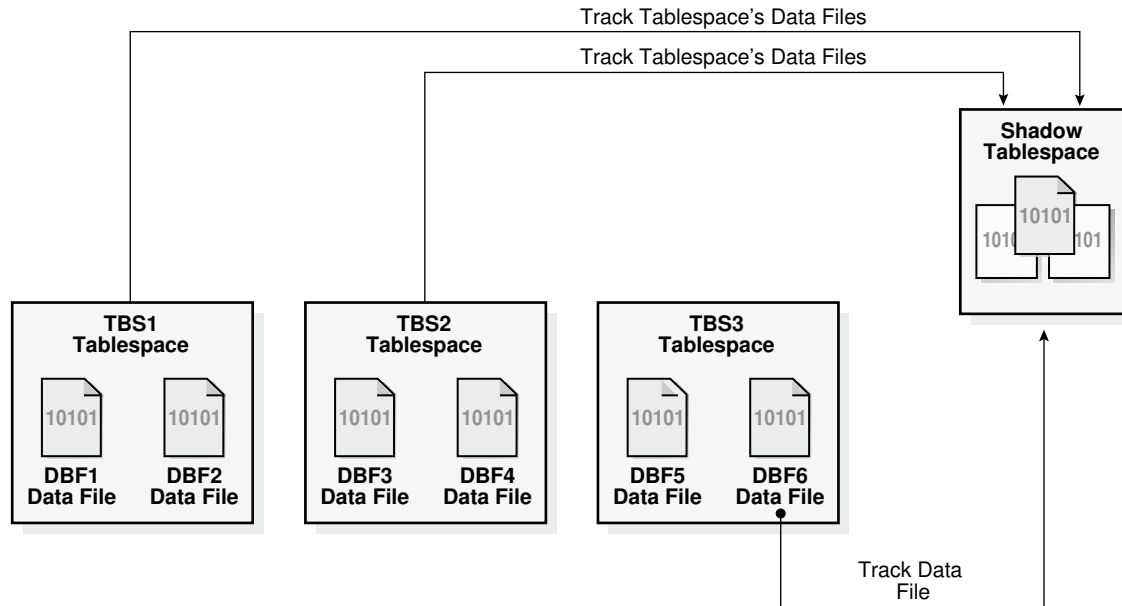 Track Tablespace's Data Files
Track Tablespace's Data Files
Shadow
Tablespace
10101
1010
101
TBS1
Tablespace
10101
10101
DBF1
Data File
DBF2
Data File
TBS2
Tablespace
10101
10101
DBF3
Data File
DBF4
Data File
TBS3
Tablespace
10101
10101
DBF5
Data File
DBF6
Data File
Track Data
File